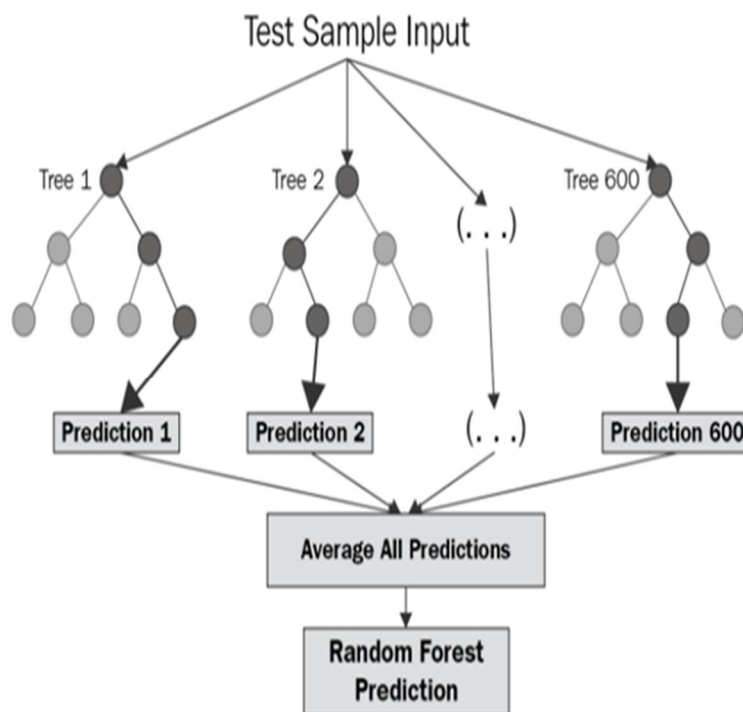 Test Sample Input
Tree 1
Tree 2
Tree 600
(. . .)
Prediction 1
Prediction 2
(. . .)
Prediction 600
Average All Predictions
Random Forest
Prediction